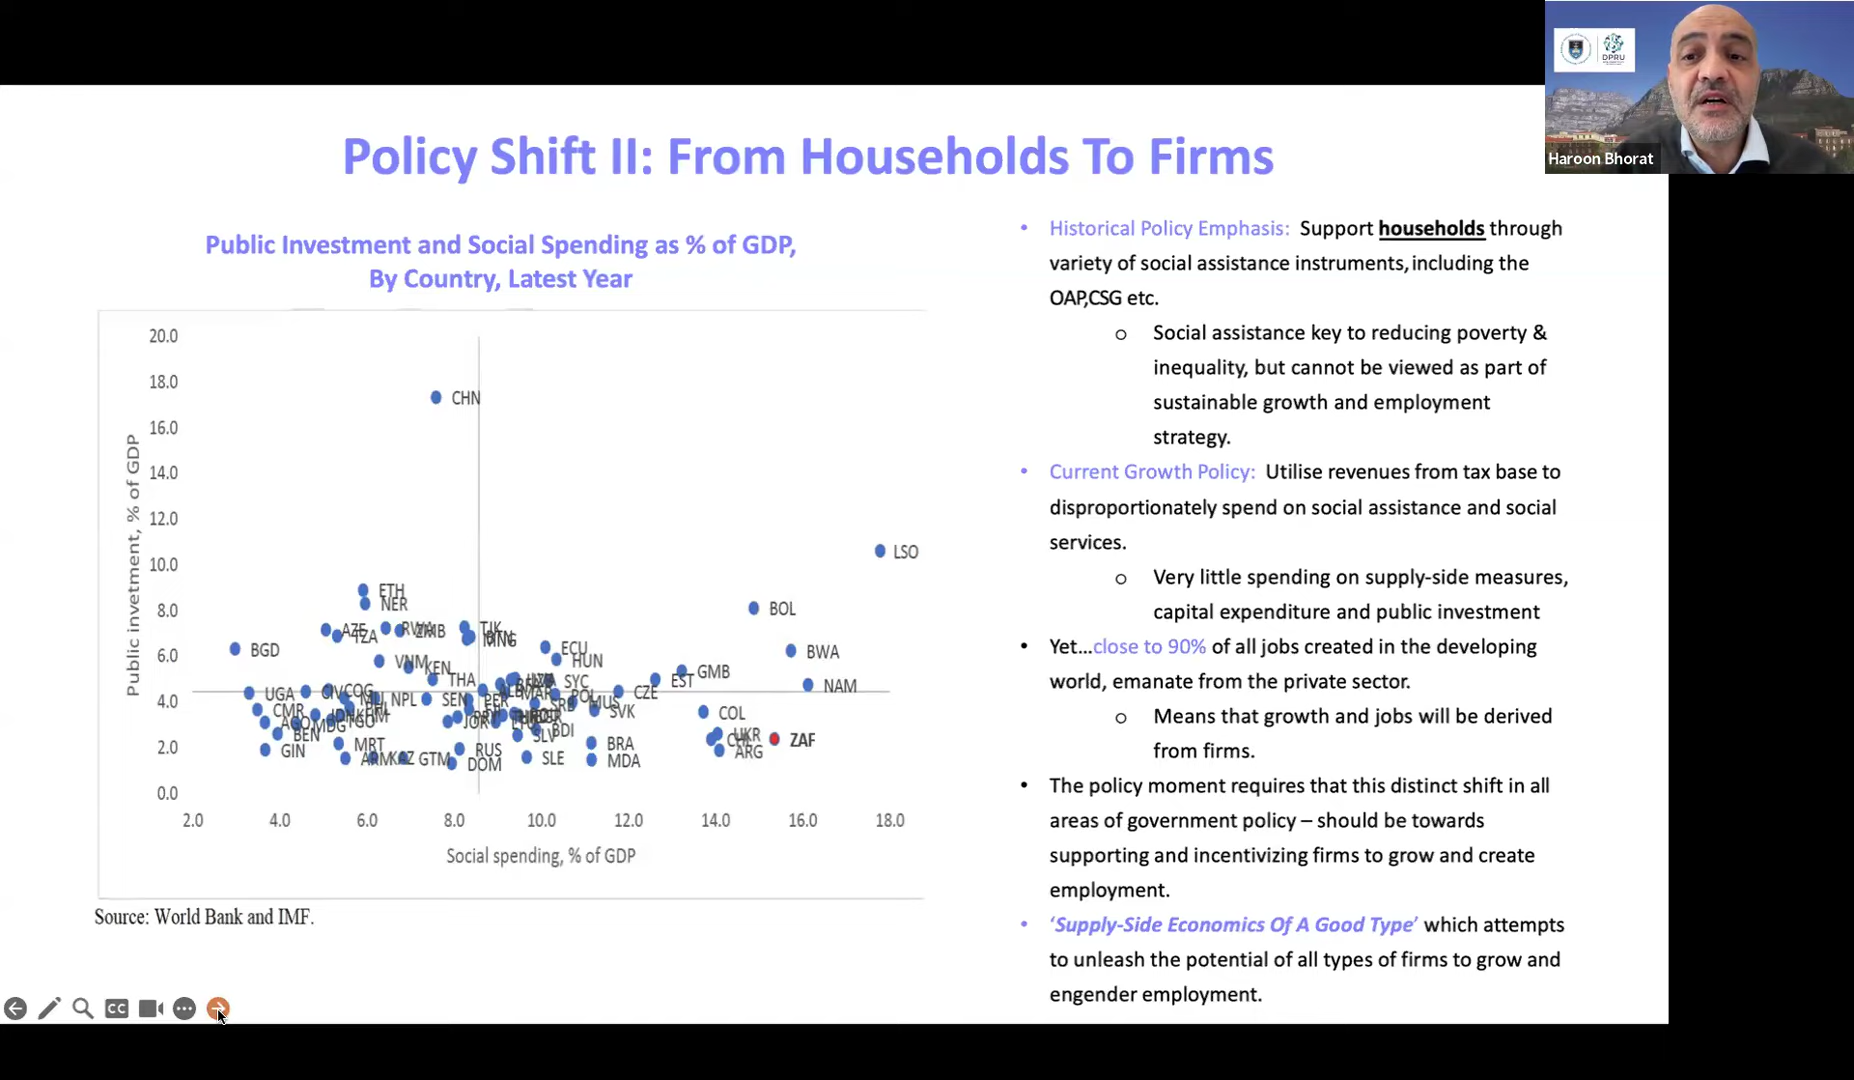 DPRU
Haroon Bhorat
Policy Shift II: From Households To Firms
Public Investment and Social Spending as % of GDP,
By Country, Latest Year
Public invetment, % of GDP
20.0
18.0
16.0
14.0
12.0
10.0
8.0
6.0
4.0
2.0
0.0
CHN
LSO
ETH
NER
BOL
AZE
TZA
RWA
ZMB
TJK
BTN
MNG
BGD
ECU
HUN
BWA
VNM
KEN
THA
SYC
EST
GMB
NAM
UGA
CIV
COG
MLI
NPL
SEN
PER
MAR
POL
MUS
CZE
CMR
PHL
SRB
SVK
COL
AGO
MDG
TGO
JOR
BEN
SLV
BDI
UKR
CHL
ZAF
GIN
MRT
RUS
BRA
ARG
ARM
KAZ
GTM
DOM
SLE
MDA
2.0 4.0 6.0 8.0 10.0 12.0 14.0 16.0 18.0
Social spending, % of GDP
Source: World Bank and IMF.
• Historical Policy Emphasis: Support households through
variety of social assistance instruments, including the
OAP,CSG etc.
o Social assistance key to reducing poverty &
inequality, but cannot be viewed as part of
sustainable growth and employment
strategy.
• Current Growth Policy: Utilise revenues from tax base to
disproportionately spend on social assistance and social
services.
o Very little spending on supply-side measures,
capital expenditure and public investment
• Yet…close to 90% of all jobs created in the developing
world, emanate from the private sector.
o Means that growth and jobs will be derived
from firms.
• The policy moment requires that this distinct shift in all
areas of government policy – should be towards
supporting and incentivizing firms to grow and create
employment.
• ‘Supply-Side Economics Of A Good Type’ which attempts
to unleash the potential of all types of firms to grow and
engender employment.
CC